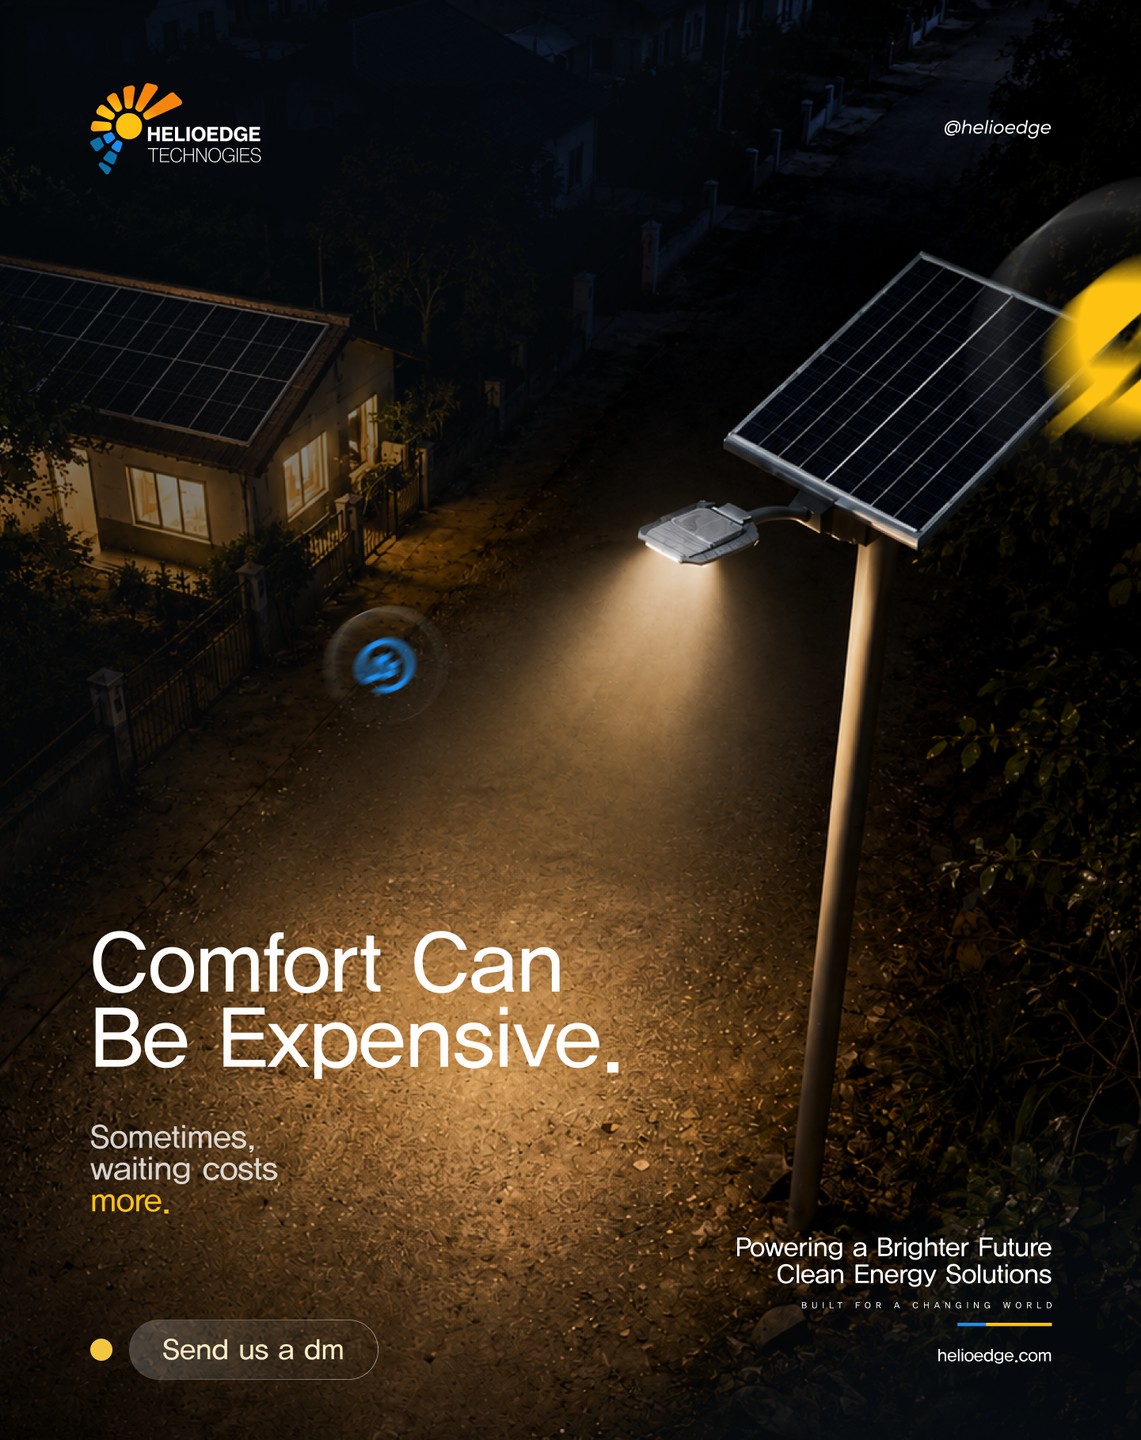 HELIOEDGE
TECHNOGIES
@helioedge
Comfort Can
Be Expensive.
Sometimes,
waiting costs
more.
Powering a Brighter Future
Clean Energy Solutions
BUILT FOR A CHANGING WORLD
Send us a dm
helioedge.com